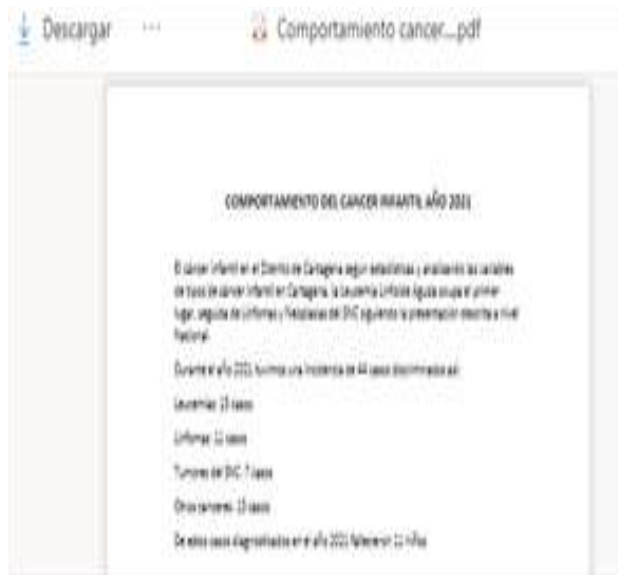 Descargar ... Comportamiento cancer....pdf
COMPORTAMIENTO DEL CANCER INFANTIL AÑO 2021
El cáncer infantil en el Distrito de Cartagena según estadísticas y analizando las variables
de tipos de cáncer infantil en Cartagena, la Leucemia Linfoide Aguda ocupa el primer
lugar, seguida de Linfomas y Neoplasias del SNC siguiendo la presentación descrita a nivel
Nacional.
Durante el año 2021 tuvimos una incidencia de 44 casos discriminados así:
Leucemias: casos
Linfomas: 11 casos
Tumores del SNC: 7 casos
Otros canceres: casos
De estos casos diagnosticados en el año 2021 fallecieron 11 niños